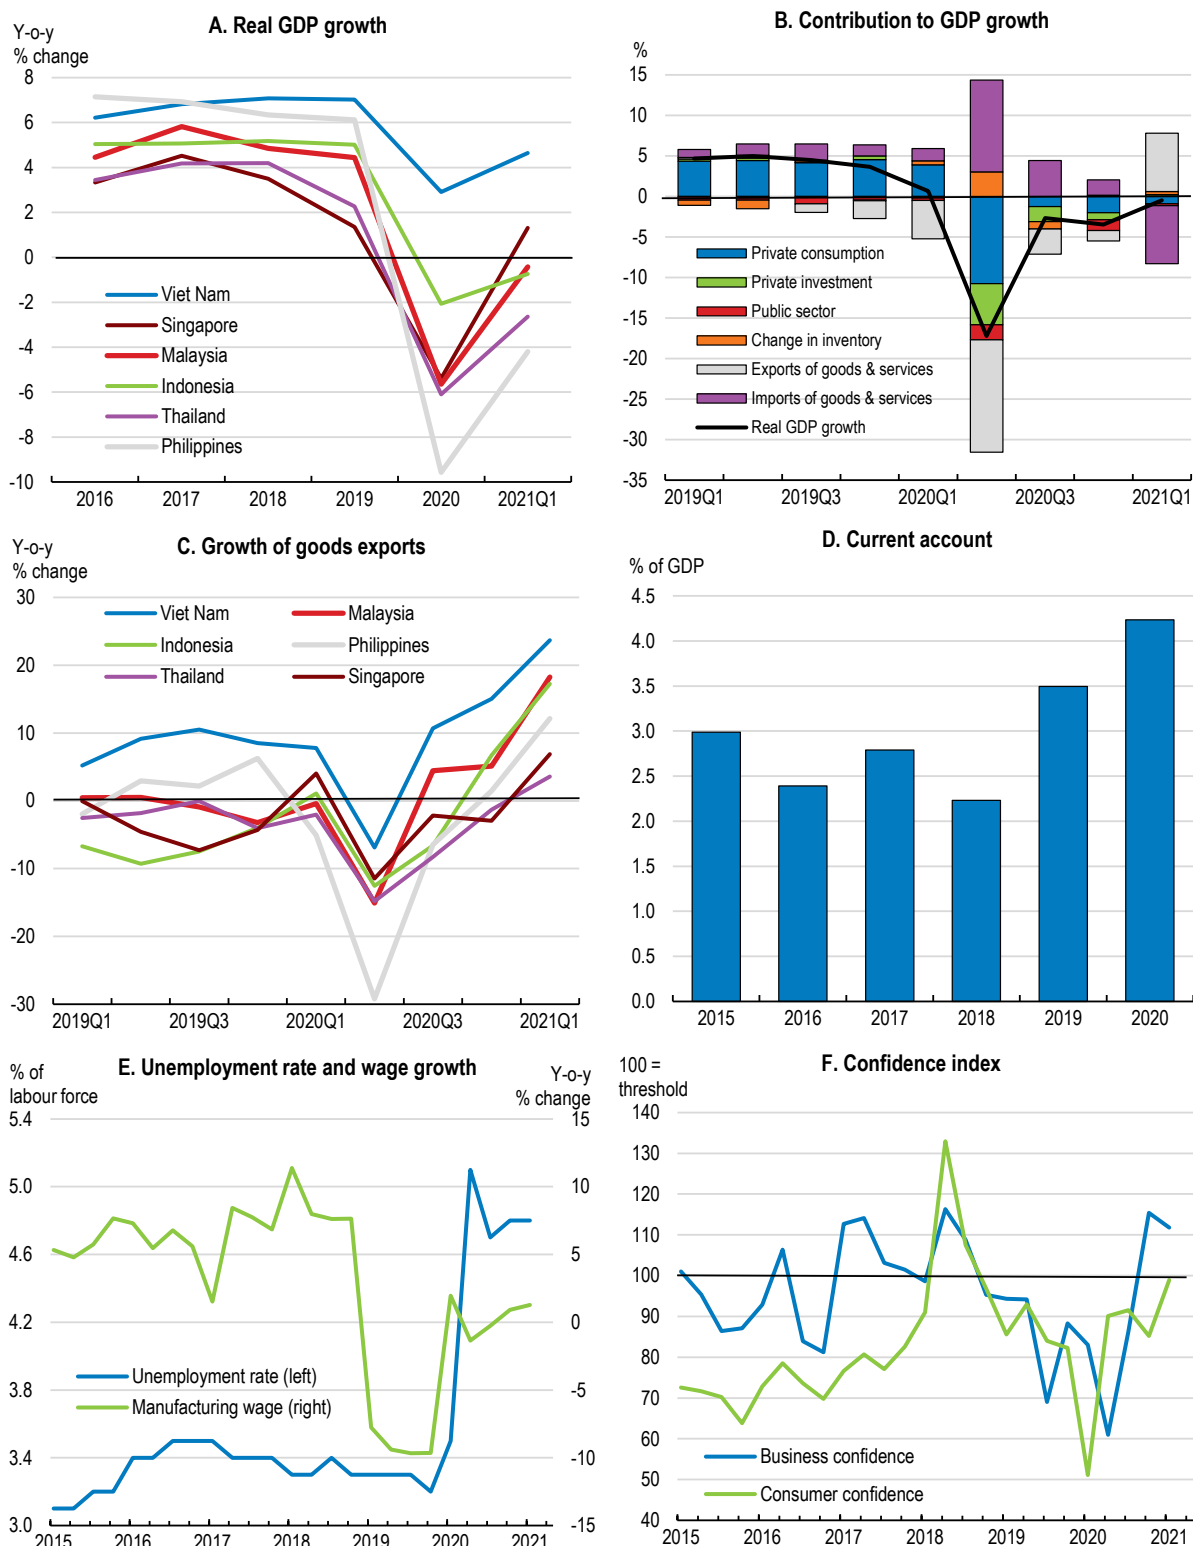 A. Real GDP growth
Y-o-y
% change
8
6
4
2
0
-2
-4
-6
-8
-10
Viet Nam
Singapore
Malaysia
Indonesia
Thailand
Philippines
2016 2017 2018 2019 2020 2021Q1
B. Contribution to GDP growth
%
15
10
5
0
-5
-10
-15
-20
-25
-30
-35
Private consumption
Private investment
Public sector
Change in inventory
Exports of goods & services
Imports of goods & services
Real GDP growth
2019Q1 2019Q3 2020Q1 2020Q3 2021Q1
C. Growth of goods exports
Y-o-y
% change
30
20
10
0
-10
-20
-30
Viet Nam Malaysia
Indonesia Philippines
Thailand Singapore
2019Q1 2019Q3 2020Q1 2020Q3 2021Q1
D. Current account
% of GDP
4.5
4.0
3.5
3.0
2.5
2.0
1.5
1.0
0.5
0.0
2015 2016 2017 2018 2019 2020
E. Unemployment rate and wage growth
% of
labour force
Y-o-y
% change
5.4 15
5.0 10
4.6 5
4.2 0
3.8 -5
3.4 -10
3.0 -15
Unemployment rate (left)
Manufacturing wage (right)
2015 2016 2017 2018 2019 2020 2021
F. Confidence index
100 =
threshold
140
130
120
110
100
90
80
70
60
50
40
Business confidence
Consumer confidence
2015 2016 2017 2018 2019 2020 2021